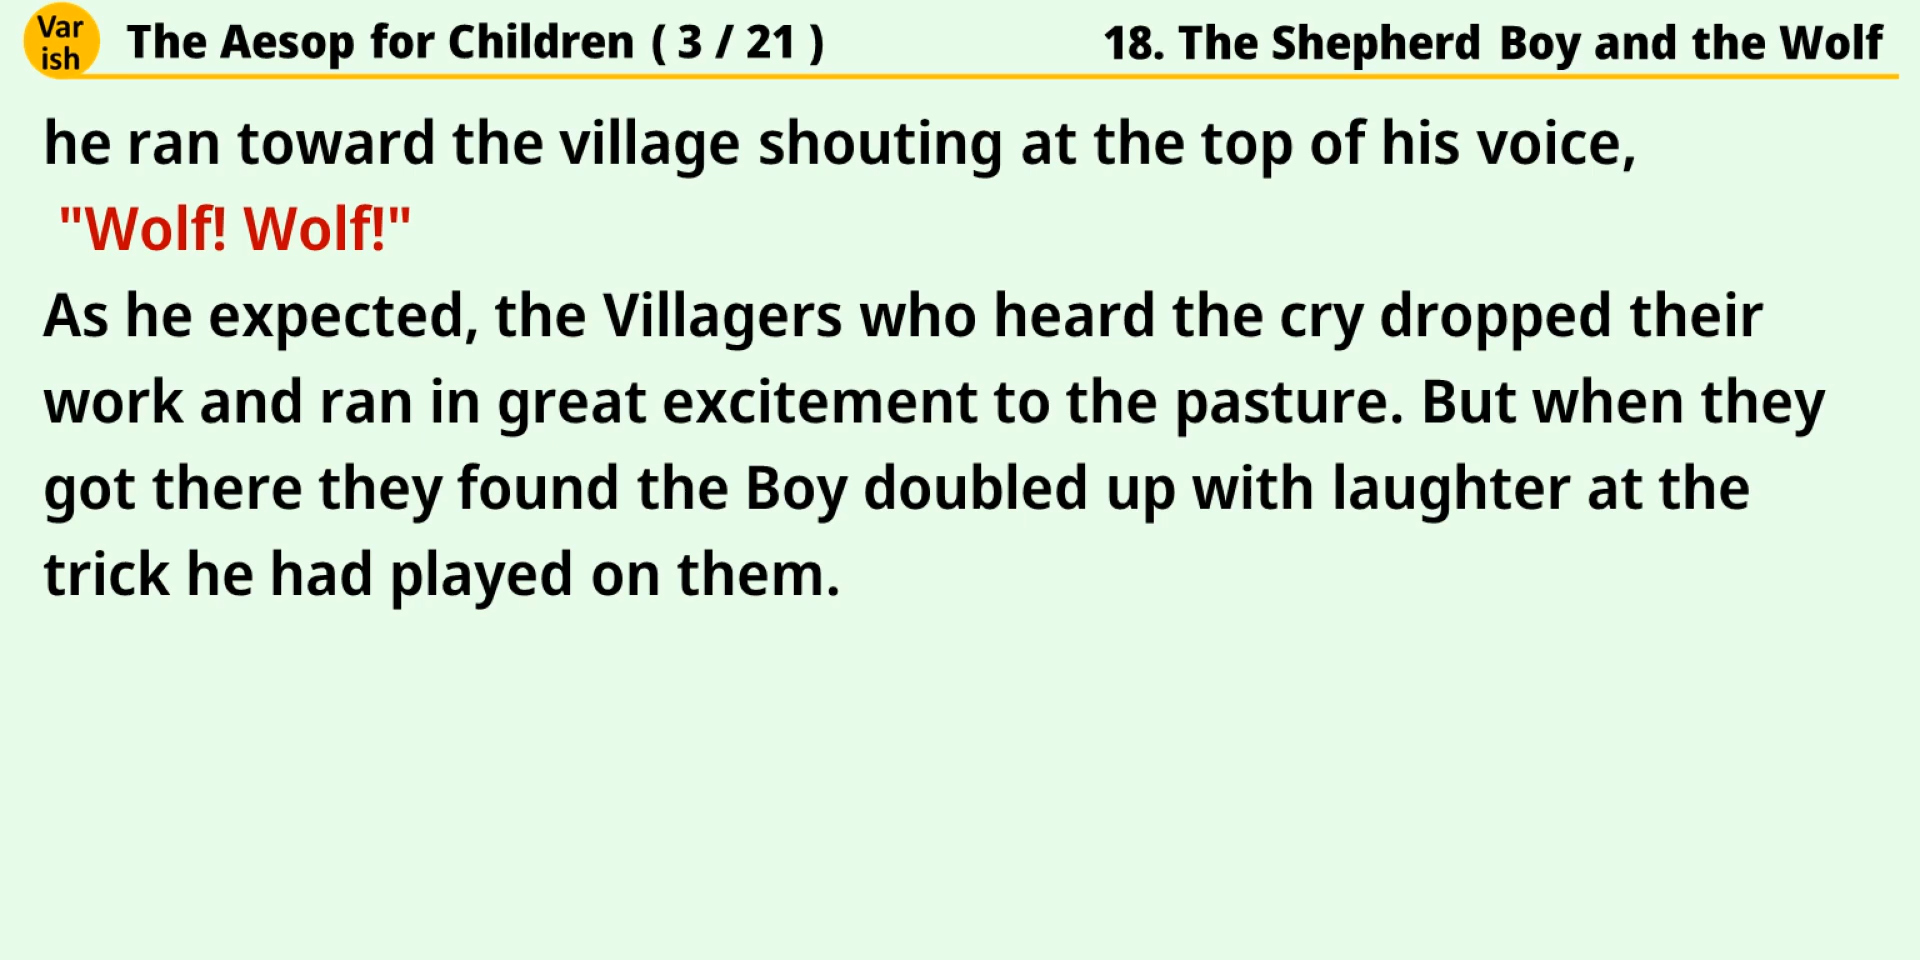 Var
ish
The Aesop for Children ( 3 / 21 )
18. The Shepherd Boy and the Wolf
he ran toward the village shouting at the top of his voice,
"Wolf! Wolf!"
As he expected, the Villagers who heard the cry dropped their
work and ran in great excitement to the pasture. But when they
got there they found the Boy doubled up with laughter at the
trick he had played on them.